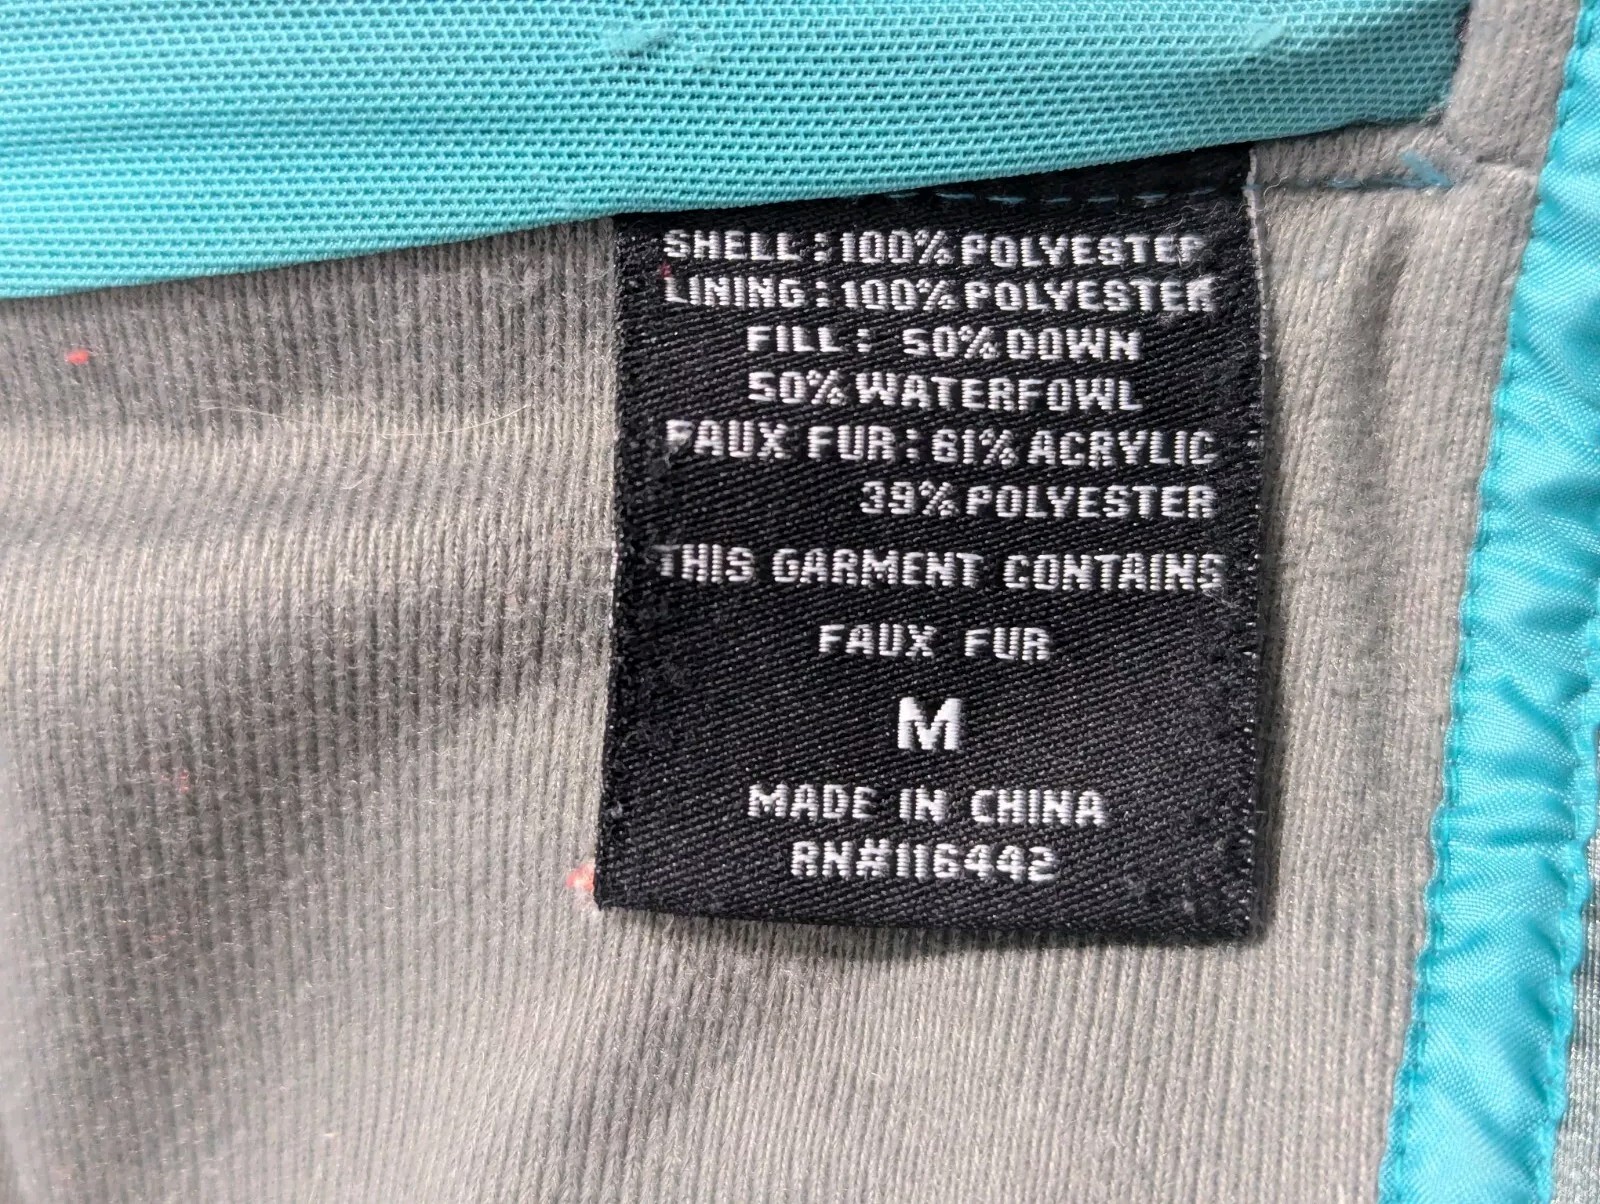 SHELL:100% POLYESTER
LINING:100% POLYESTER
FILL: 50% DOWN
50% WATERFOWL
FAUX FUR:61% ACRYLIC
39% POLYESTER
THIS GARMENT CONTAINS
FAUX FUR
M
MADE IN CHINA
RN#116442